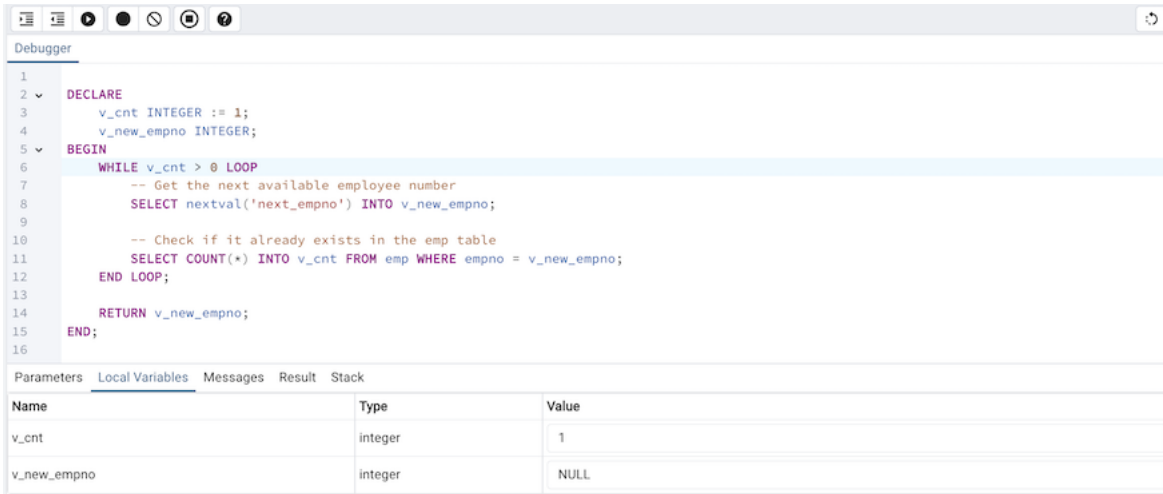 Debugger
1
2 DECLARE
3 v_cnt INTEGER := 1;
4 v_new_empno INTEGER;
5 BEGIN
6 WHILE v_cnt > 0 LOOP
7 -- Get the next available employee number
8 SELECT nextval('next_empno') INTO v_new_empno;
9
10 -- Check if it already exists in the emp table
11 SELECT COUNT(*) INTO v_cnt FROM emp WHERE empno = v_new_empno;
12 END LOOP;
13
14 RETURN v_new_empno;
15 END;
16
Parameters Local Variables Messages Result Stack
Name Type Value
v_cnt integer 1
v_new_empno integer NULL